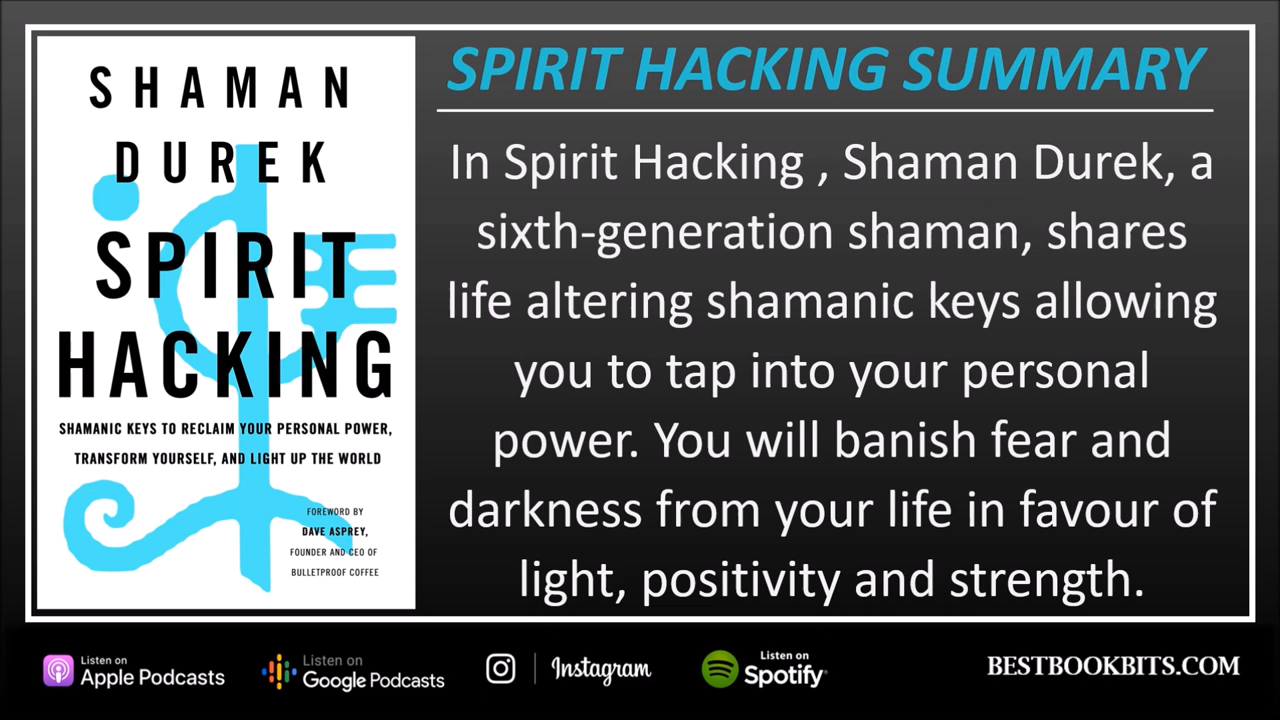 SHAMAN
DUREK
SPIRIT
HACKING
SHAMANIC KEYS TO RECLAIM YOUR PERSONAL POWER,
TRANSFORM YOURSELF, AND LIGHT UP THE WORLD
FOREWORD BY
DAVE ASPREY,
FOUNDER AND CEO OF
BULLETPROOF COFFEE
SPIRIT HACKING SUMMARY
In Spirit Hacking , Shaman Durek, a
sixth-generation shaman, shares
life altering shamanic keys allowing
you to tap into your personal
power. You will banish fear and
darkness from your life in favour of
light, positivity and strength.
Listen on
Apple Podcasts
Listen on
Google Podcasts
Instagram
Listen on
Spotify
BESTBOOKBITS.COM